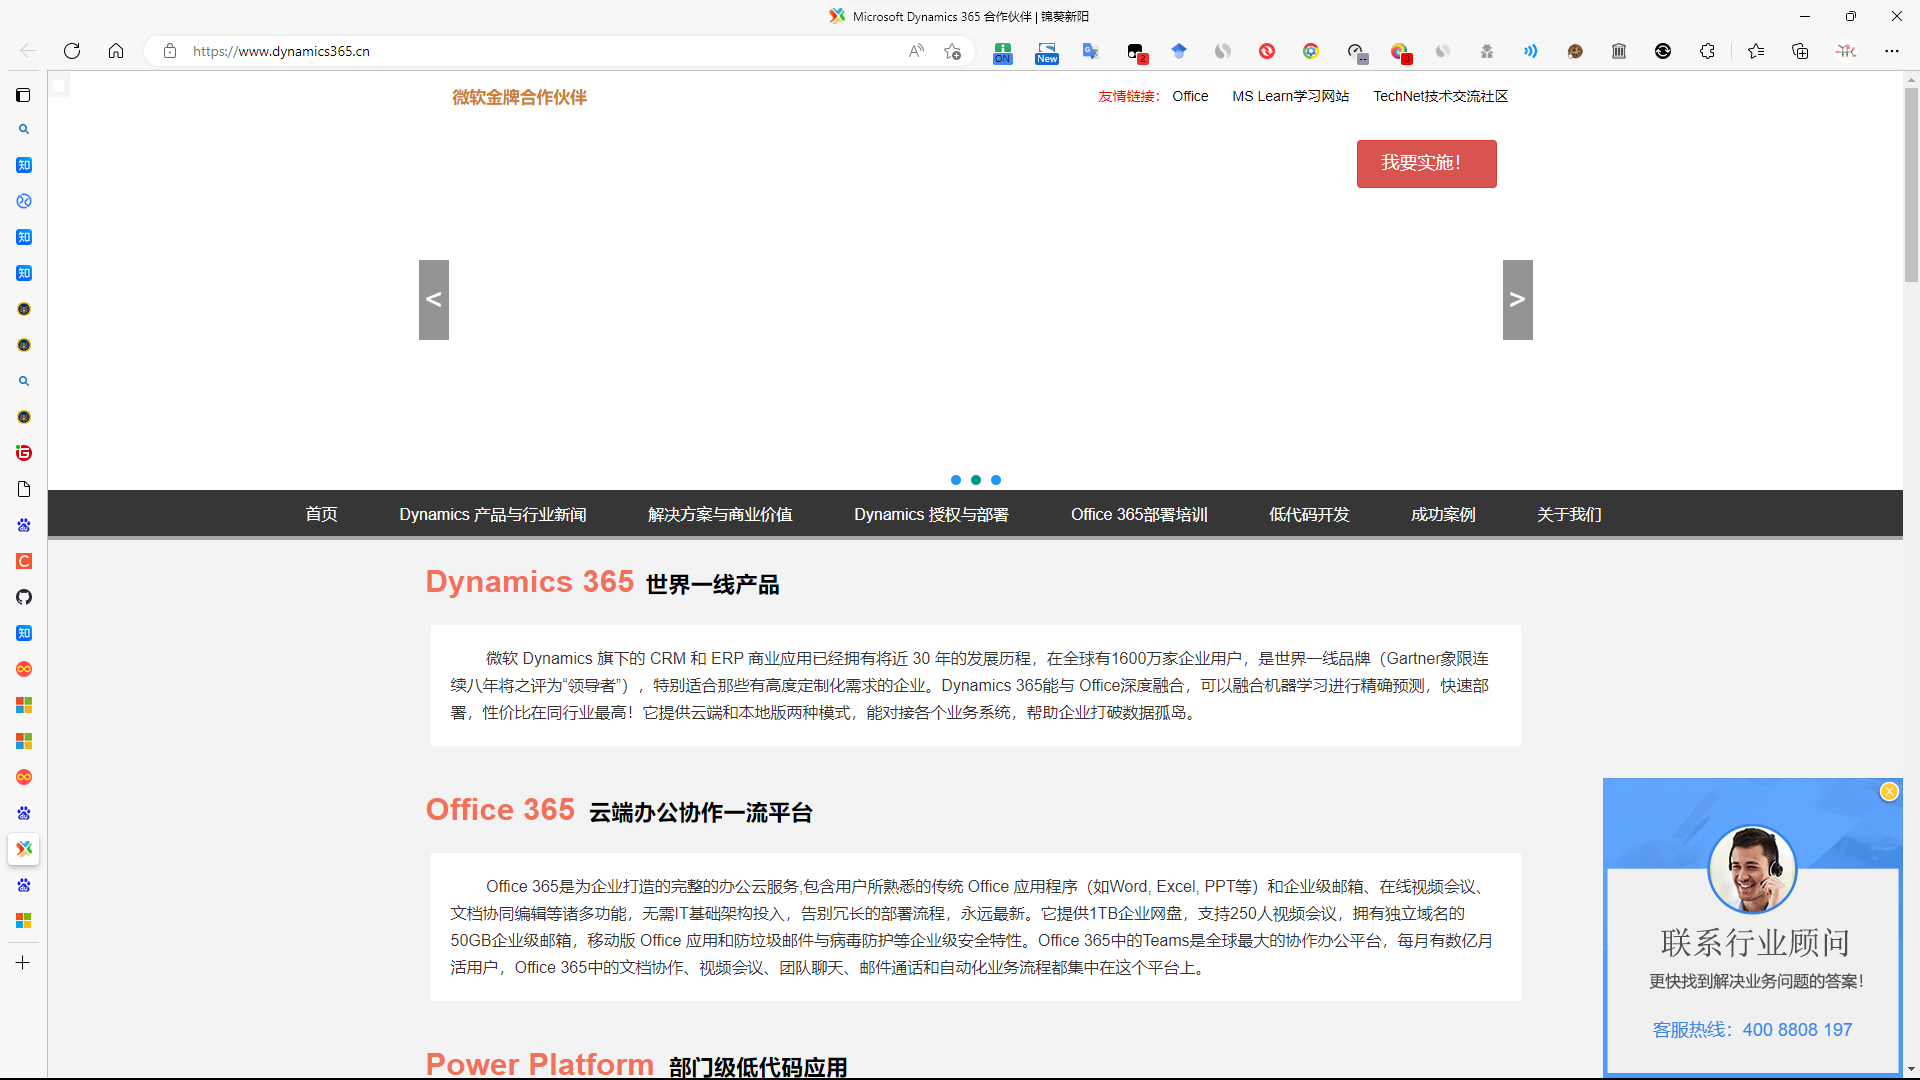 Microsoft Dynamics 365 合作伙伴 | 锦葵新阳
https://www.dynamics365.cn
ON
New
2
0
微软金牌合作伙伴
友情链接： Office MS Learn学习网站 TechNet技术交流社区
我要实施！
< >
首页 Dynamics 产品与行业新闻 解决方案与商业价值 Dynamics 授权与部署 Office 365部署培训 低代码开发 成功案例 关于我们
Dynamics 365 世界一线产品
微软 Dynamics 旗下的 CRM 和 ERP 商业应用已经拥有将近 30 年的发展历程，在全球有1600万家企业用户，是世界一线品牌（Gartner象限连
续八年将之评为“领导者”），特别适合那些有高度定制化需求的企业。Dynamics 365能与 Office深度融合，可以融合机器学习进行精确预测，快速部
署，性价比在同行业最高！它提供云端和本地版两种模式，能对接各个业务系统，帮助企业打破数据孤岛。
Office 365 云端办公协作一流平台
Office 365是为企业打造的完整的办公云服务,包含用户所熟悉的传统 Office 应用程序（如Word, Excel, PPT等）和企业级邮箱、在线视频会议、
文档协同编辑等诸多功能，无需IT基础架构投入，告别冗长的部署流程，永远最新。它提供1TB企业网盘，支持250人视频会议，拥有独立域名的
50GB企业级邮箱，移动版 Office 应用和防垃圾邮件与病毒防护等企业级安全特性。Office 365中的Teams是全球最大的协作办公平台，每月有数亿月
活用户，Office 365中的文档协作、视频会议、团队聊天、邮件通话和自动化业务流程都集中在这个平台上。
Power Platform 部门级低代码应用
联系行业顾问
更快找到解决业务问题的答案！
客服热线：400 8808 197